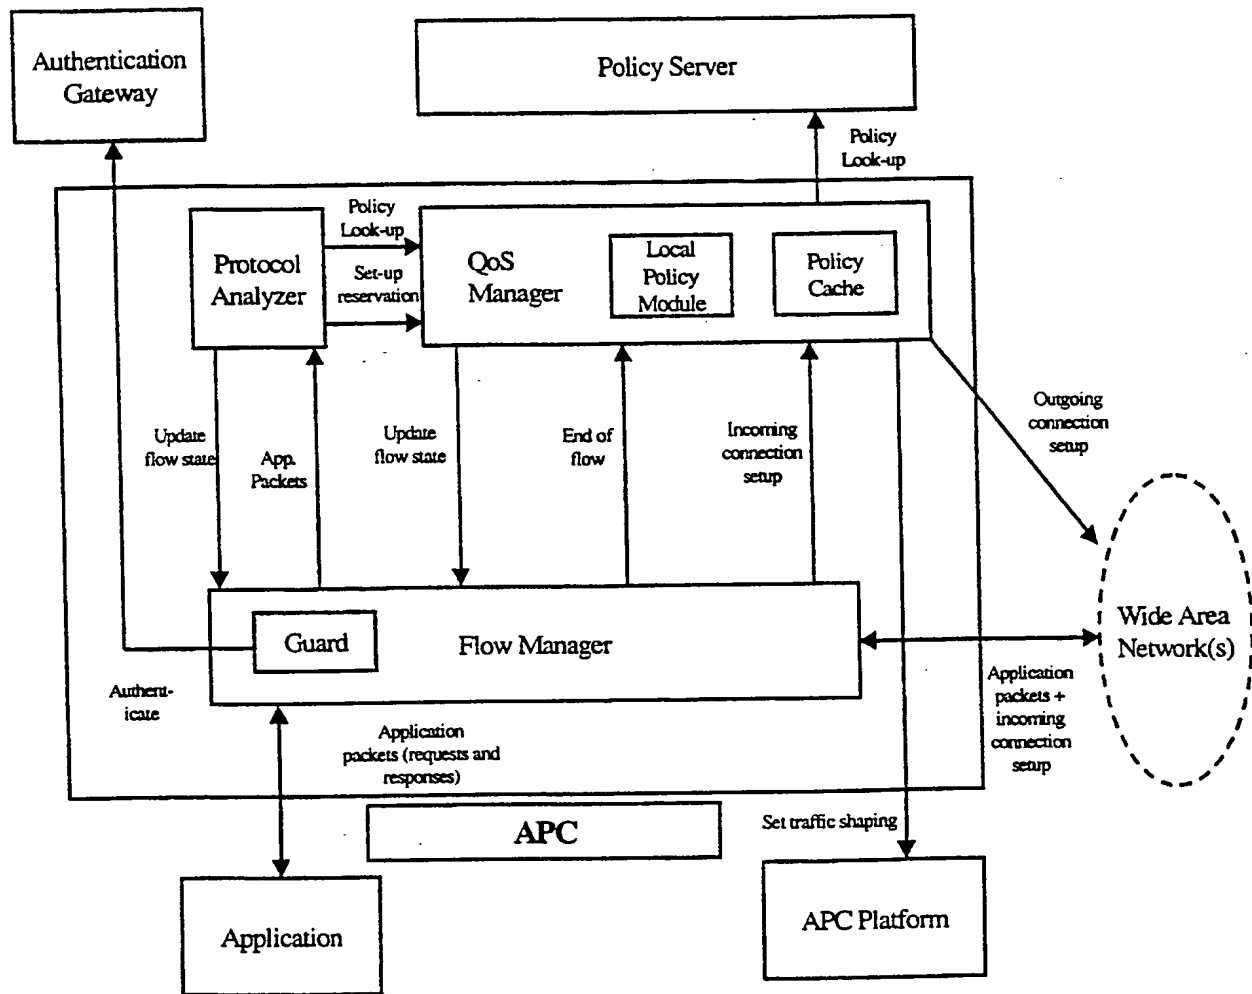 Authentication
Gateway
Policy Server
Policy
Look-up
Policy
Look-up
Set-up
reservation
Protocol
Analyzer
QoS
Manager
Local
Policy
Module
Policy
Cache
Update
flow state
App.
Packets
Update
flow state
End of
flow
Incoming
connection
setup
Outgoing
connection
setup
Guard
Flow Manager
Wide Area
Network(s)
Authent-
icate
Application
packets (requests and
responses)
Application
packets +
incoming
connection
setup
APC
Set traffic shaping
Application
APC Platform